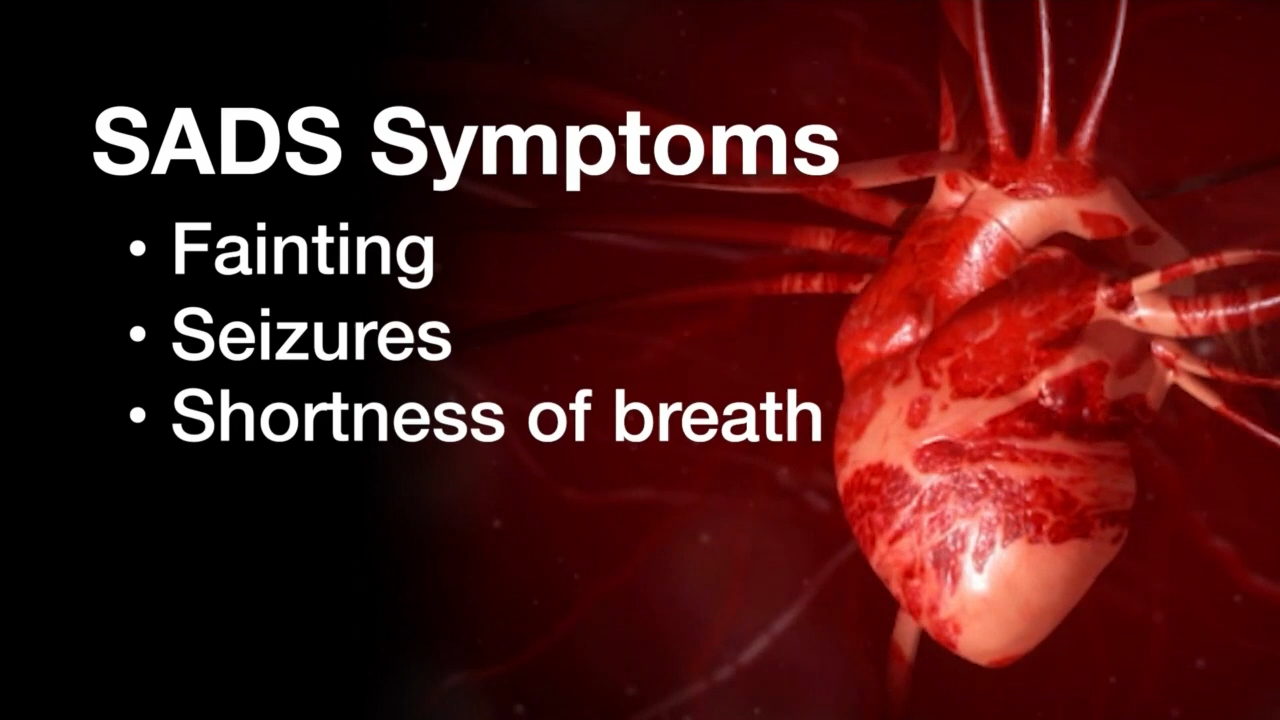 SADS Symptoms
• Fainting
• Seizures
• Shortness of breath